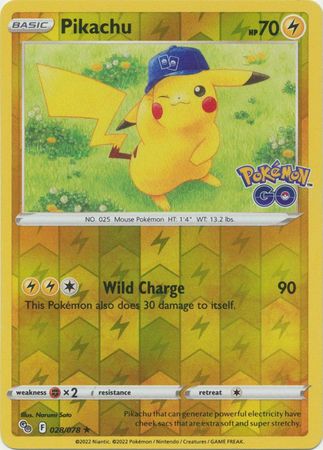 BASIC Pikachu HP 70
Pokémon™
GO
NO. 025 Mouse Pokémon HT: 1'4" WT: 13.2 lbs.
Wild Charge 90
This Pokémon also does 30 damage to itself.
weakness ×2 resistance retreat
Illus. Narumi Sato
Pikachu that can generate powerful electricity have
cheek sacs that are extra soft and super stretchy.
F 028/078 ★
©2022 Niantic. ©2022 Pokémon / Nintendo / Creatures / GAME FREAK.